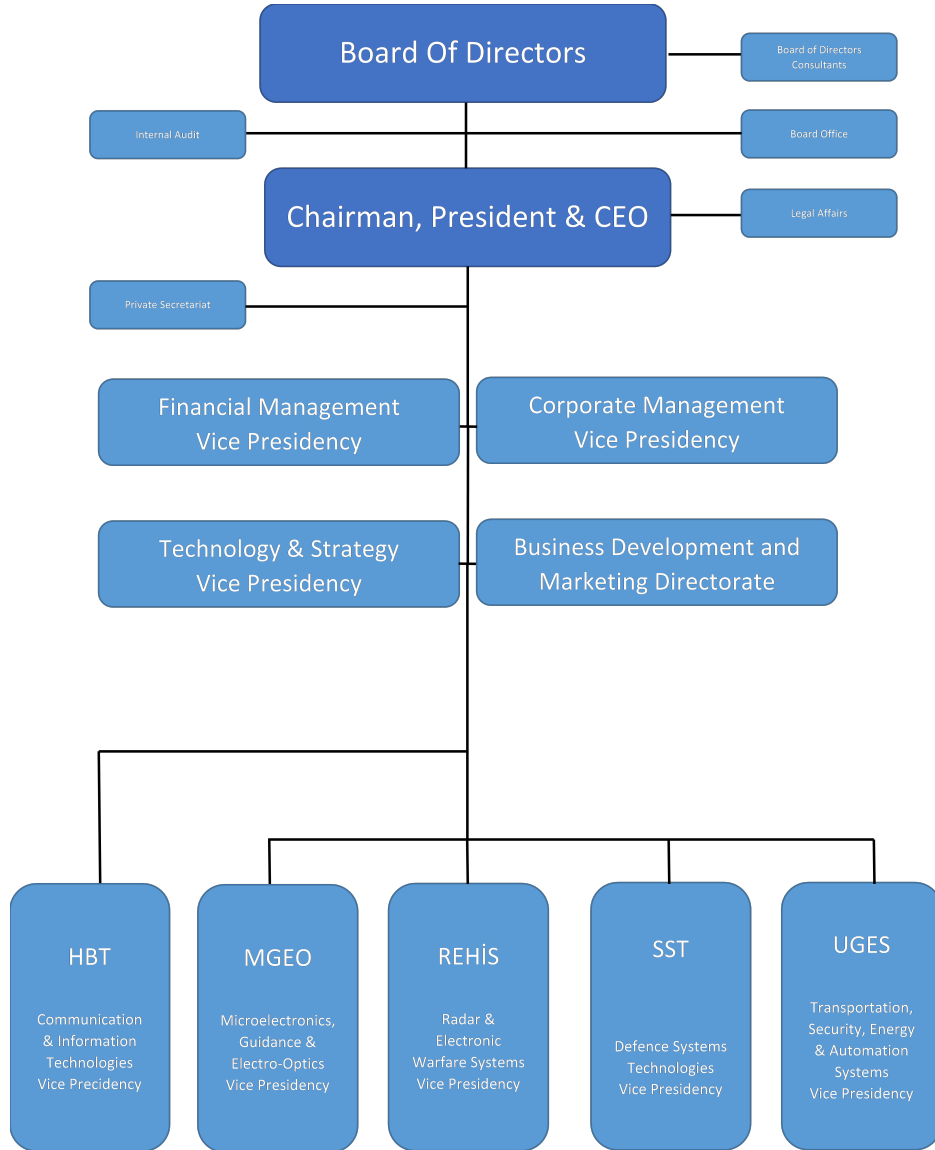 Board Of Directors
Board of Directors
Consultants
Internal Audit
Board Office
Chairman, President & CEO
Legal Affairs
Private Secretariat
Financial Management
Vice Presidency
Corporate Management
Vice Presidency
Technology & Strategy
Vice Presidency
Business Development and
Marketing Directorate
HBT
Communication
& Information
Technologies
Vice Precidency
MGEO
Microelectronics,
Guidance &
Electro-Optics
Vice Presidency
REHİS
Radar &
Electronic
Warfare Systems
Vice Presidency
SST
Defence Systems
Technologies
Vice Presidency
UGES
Transportation,
Security, Energy
& Automation
Systems
Vice Presidency